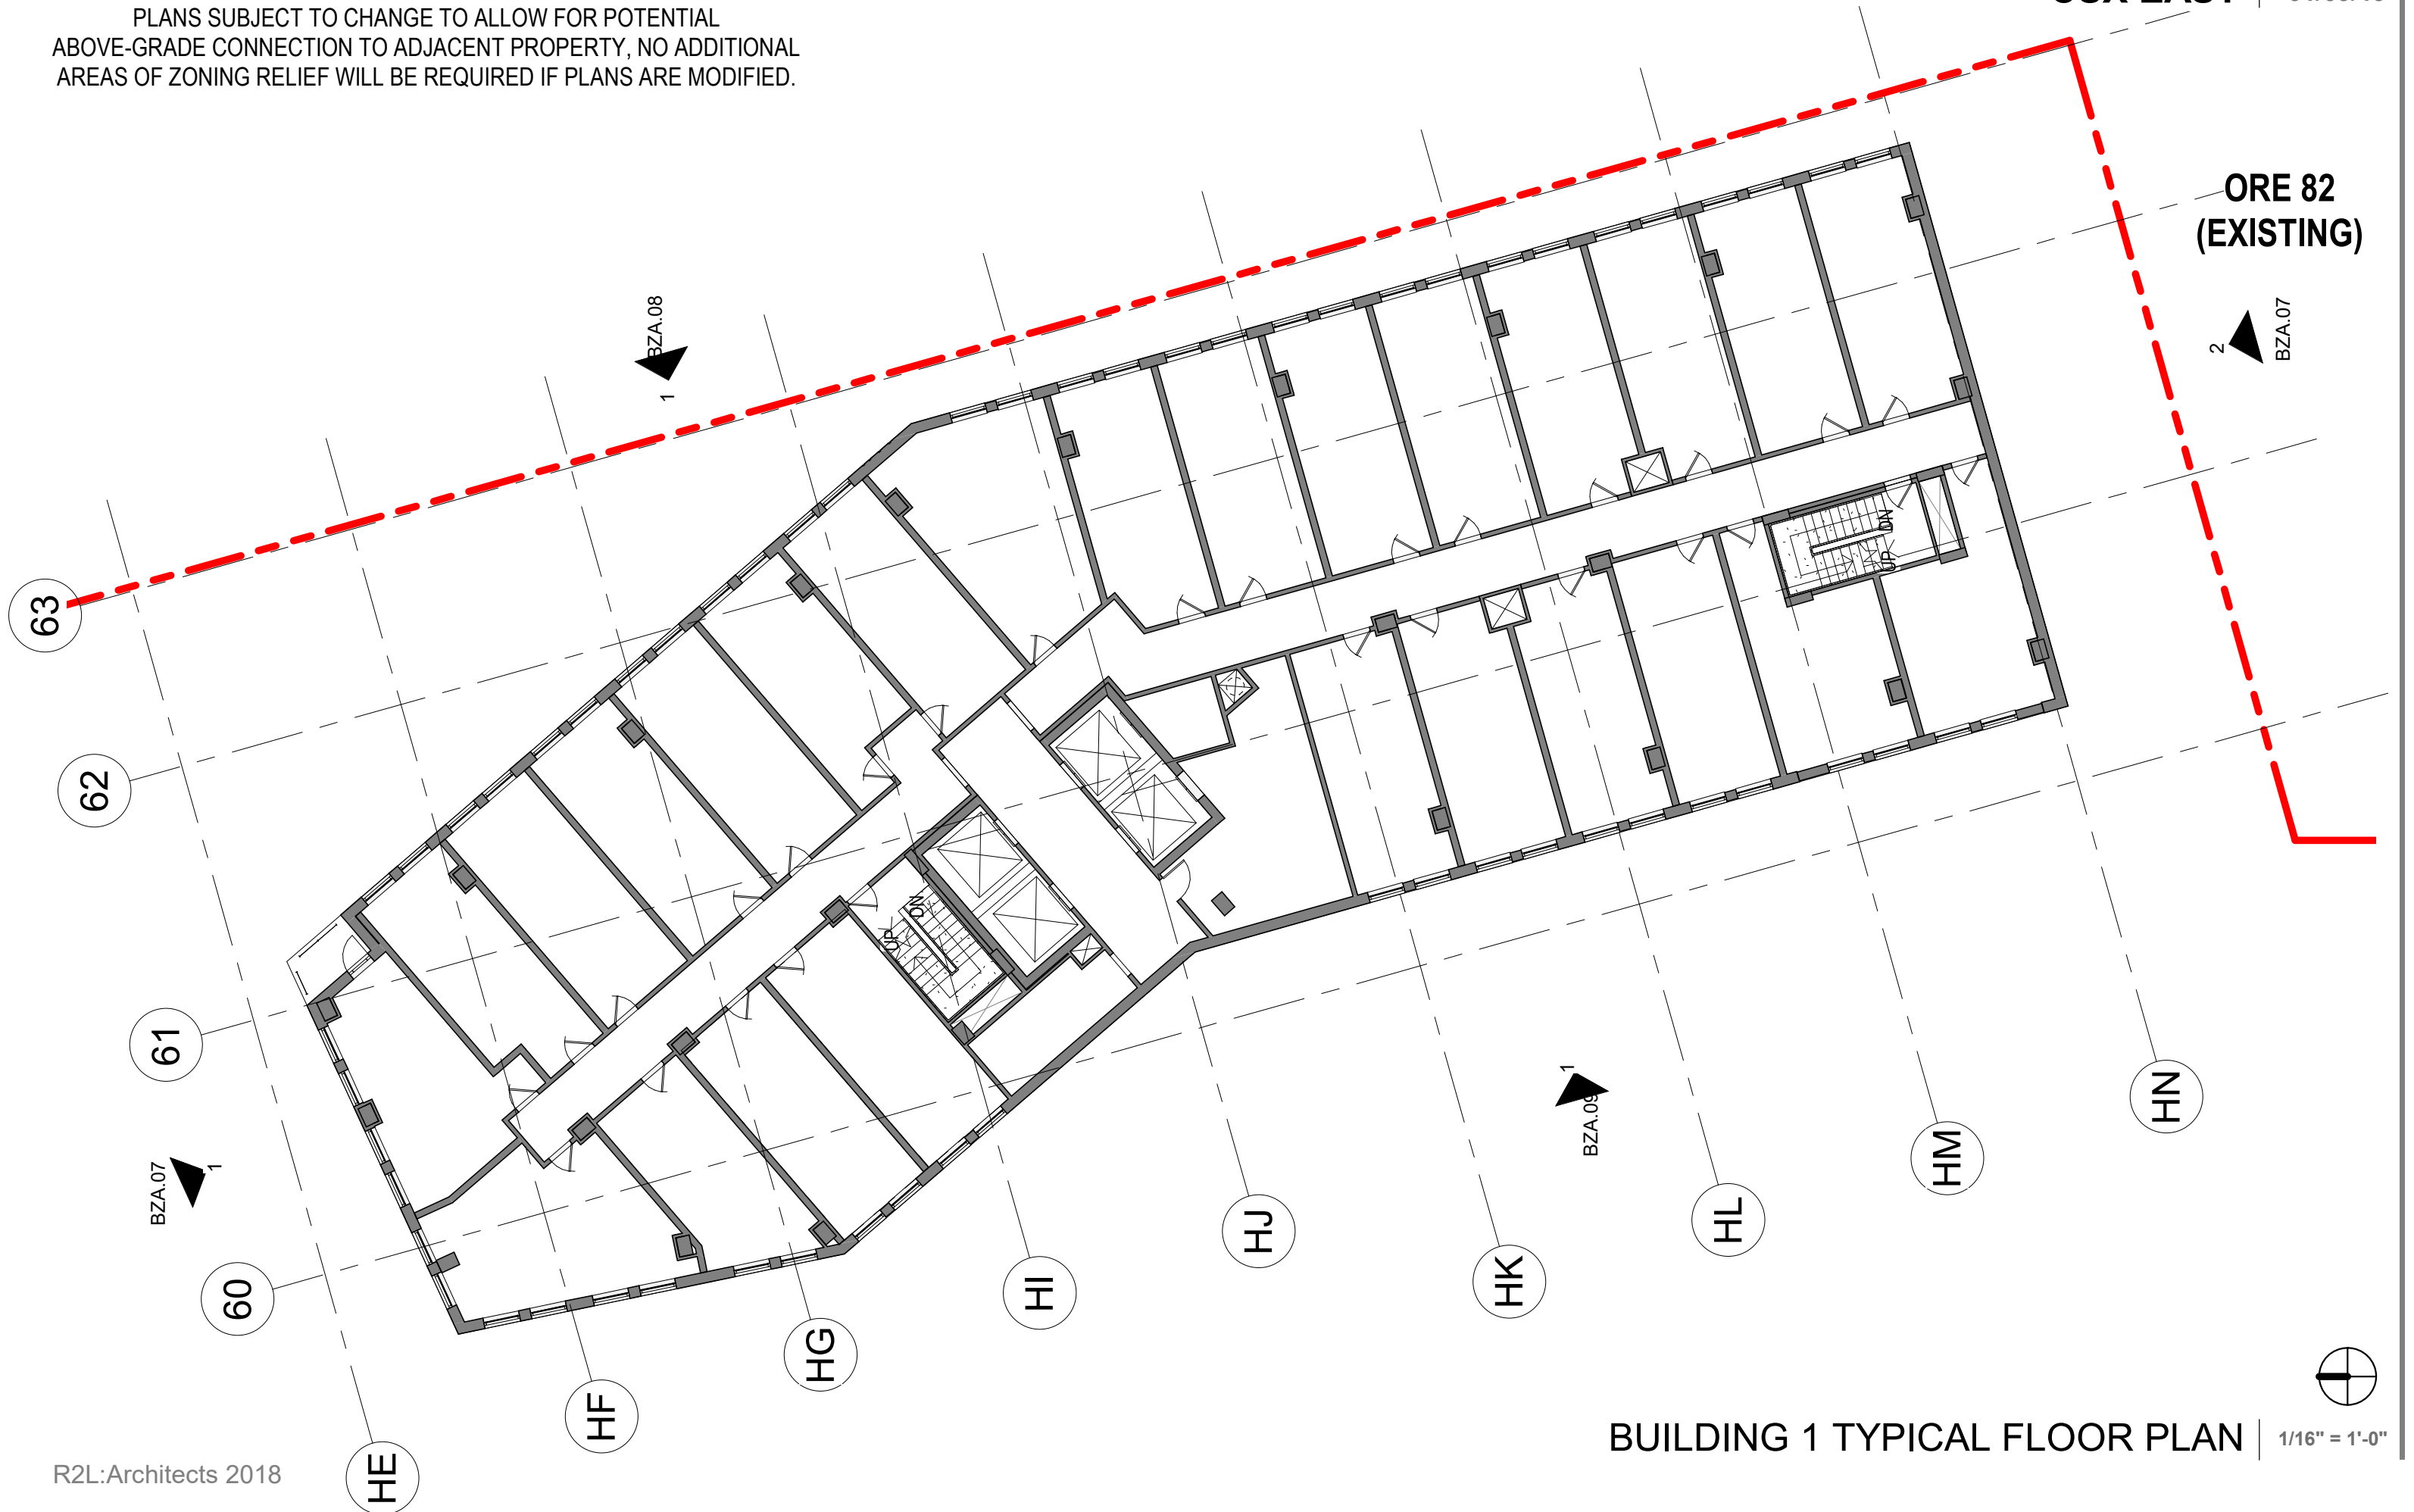 PLANS SUBJECT TO CHANGE TO ALLOW FOR POTENTIAL
ABOVE-GRADE CONNECTION TO ADJACENT PROPERTY, NO ADDITIONAL
AREAS OF ZONING RELIEF WILL BE REQUIRED IF PLANS ARE MODIFIED.
ORE 82
(EXISTING)
BZA.08
1
2
BZA.07
63
62
61
60
DN
UP
DN
UP
BZA.07
1
1
BZA.09
HE
HF
HG
HI
HJ
HK
HL
HM
HN
BUILDING 1 TYPICAL FLOOR PLAN
1/16" = 1'-0"
R2L:Architects 2018